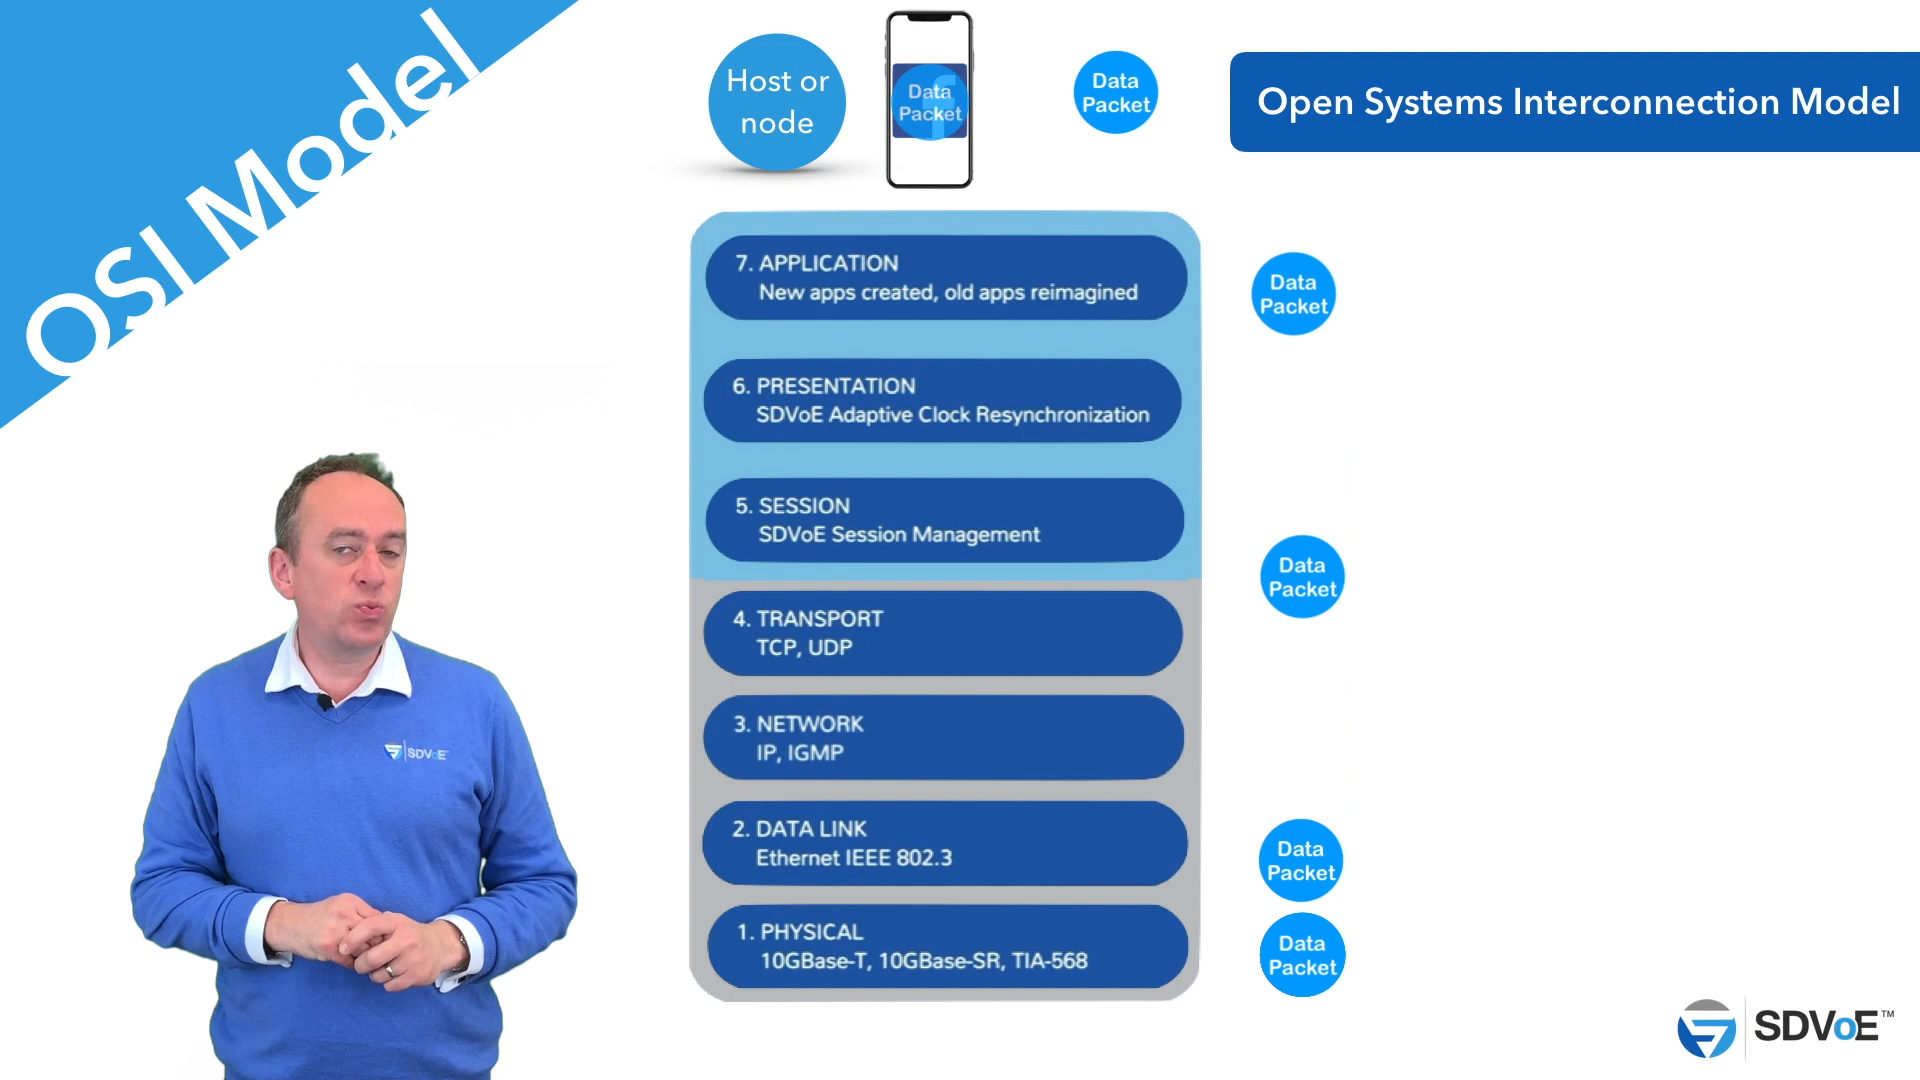 OSI Model
Host or
node
Data
Packet
Data
Packet
Open Systems Interconnection Model
7. APPLICATION
New apps created, old apps reimagined
Data
Packet
6. PRESENTATION
SDVoE Adaptive Clock Resynchronization
5. SESSION
SDVoE Session Management
Data
Packet
4. TRANSPORT
TCP, UDP
3. NETWORK
IP, IGMP
SDVoE
2. DATA LINK
Ethernet IEEE 802.3
Data
Packet
1. PHYSICAL
10GBase-T, 10GBase-SR, TIA-568
Data
Packet
SDVoE™